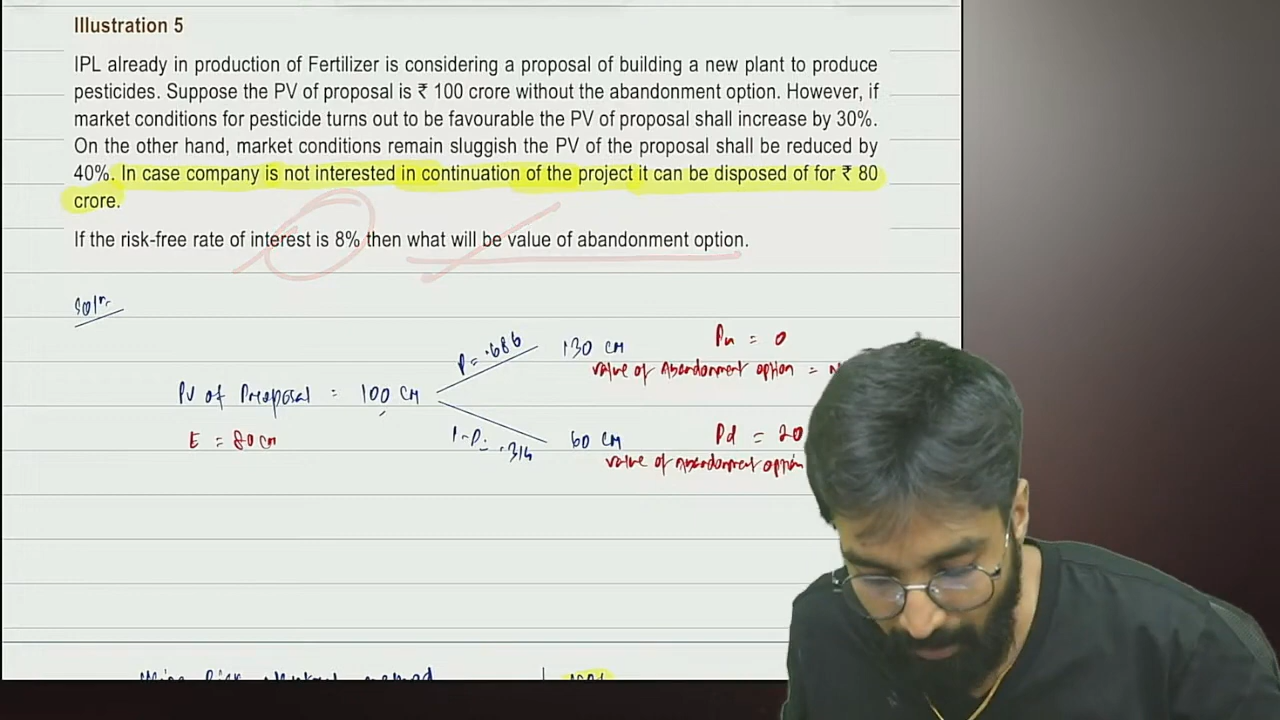 Illustration 5
IPL already in production of Fertilizer is considering a proposal of building a new plant to produce
pesticides. Suppose the PV of proposal is ₹ 100 crore without the abandonment option. However, if
market conditions for pesticide turns out to be favourable the PV of proposal shall increase by 30%.
On the other hand, market conditions remain sluggish the PV of the proposal shall be reduced by
40%. In case company is not interested in continuation of the project it can be disposed of for ₹ 80
crore.
If the risk-free rate of interest is 8% then what will be value of abandonment option.
Soln.
P = .686 130 CR Pu = 0
value of Abandonment option =
PV of Proposal = 100 CR
E = 80 CR
1-P = .314 60 CR Pd = 20
value of Abandonment option